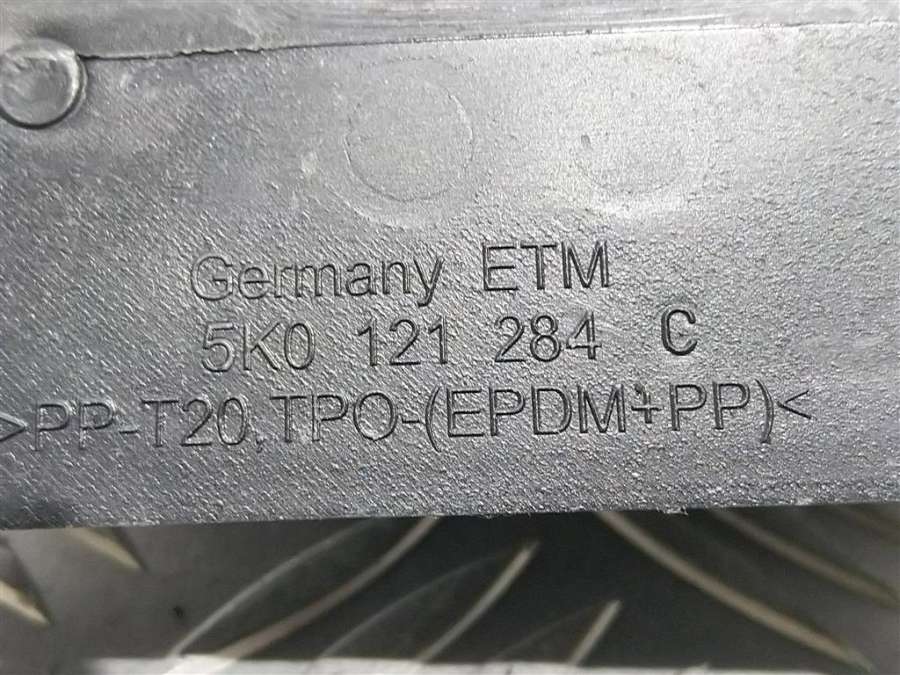 Germany ETM
5K0 121 284 C
>PP-T20,TPO-(EPDM+PP)<